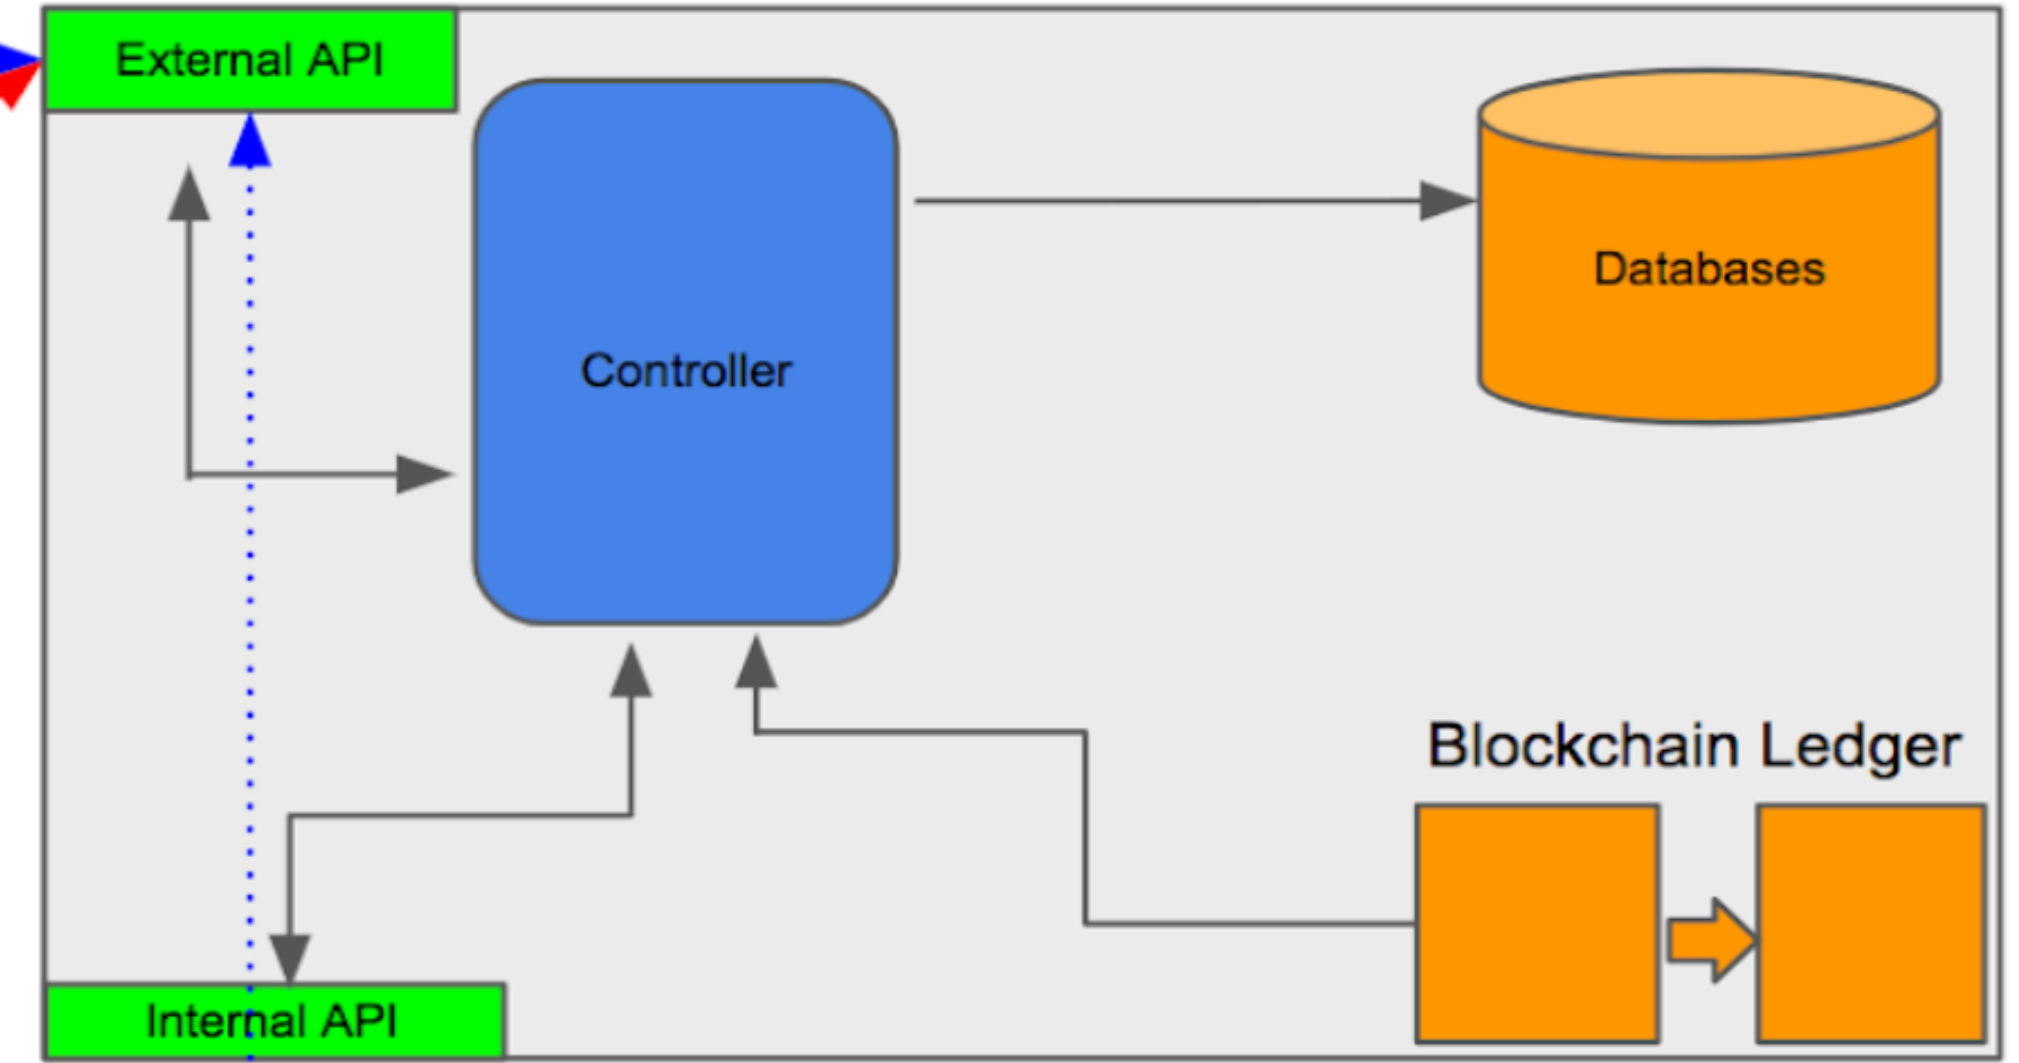 External API
Controller
Databases
Blockchain Ledger
Internal API